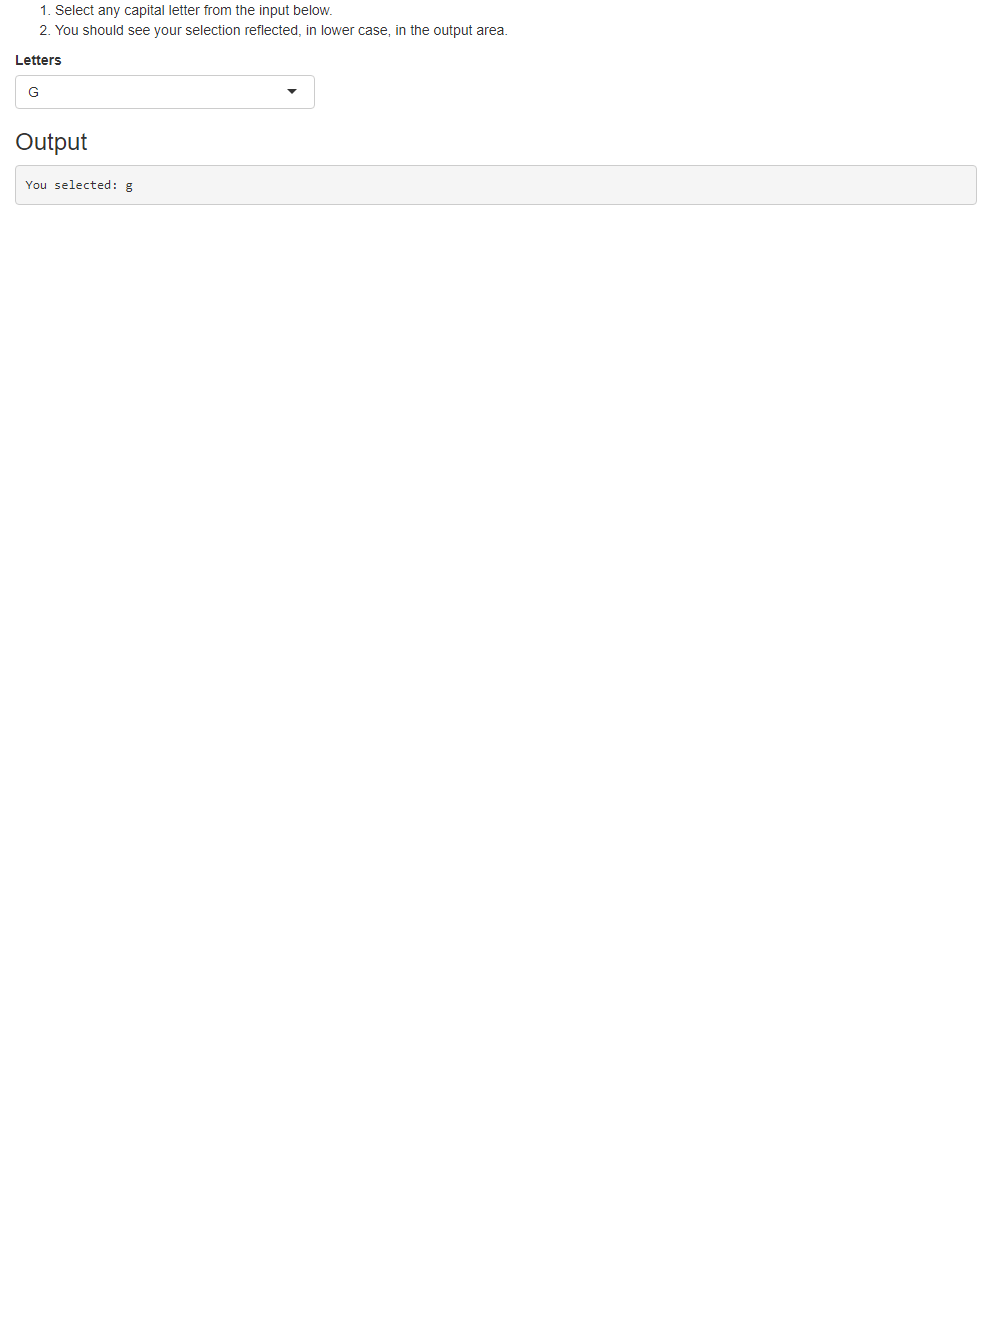 1. Select any capital letter from the input below.
2. You should see your selection reflected, in lower case, in the output area.
Letters
G
Output
You selected: g